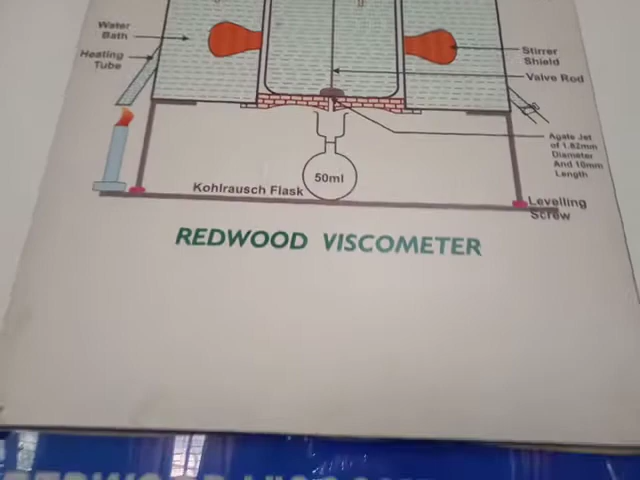 Water
Bath
Heating
Tube
Stirrer
Shield
Valve Rod
Agate Jet
of 1.62mm
Diameter
And 10mm
Length
50ml
Kohlrausch Flask
Levelling
Screw
REDWOOD VISCOMETER